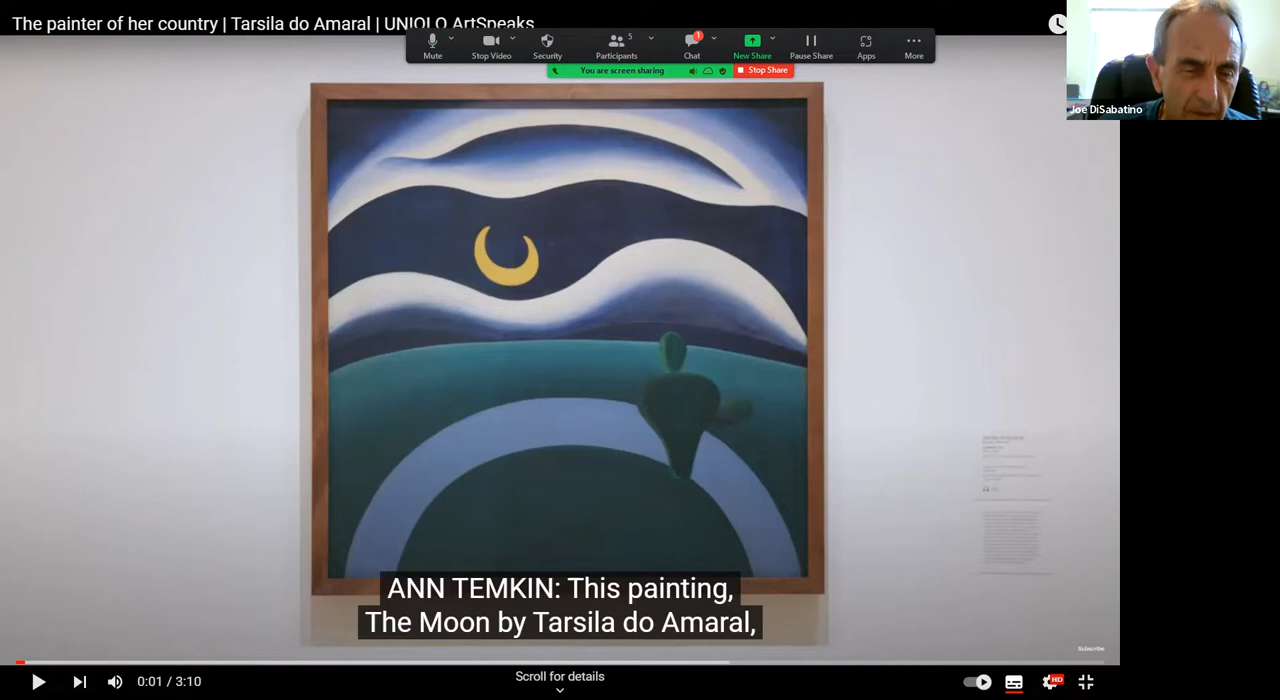 The painter of her country | Tarsila do Amaral | UNIQLO ArtSpeaks
Mute
Stop Video
Security
5
Participants
1
Chat
New Share
Pause Share
Apps
More
You are screen sharing
Stop Share
Joe DiSabatino
ANN TEMKIN: This painting,
The Moon by Tarsila do Amaral,
Subscribe
0:01 / 3:10
Scroll for details
HD